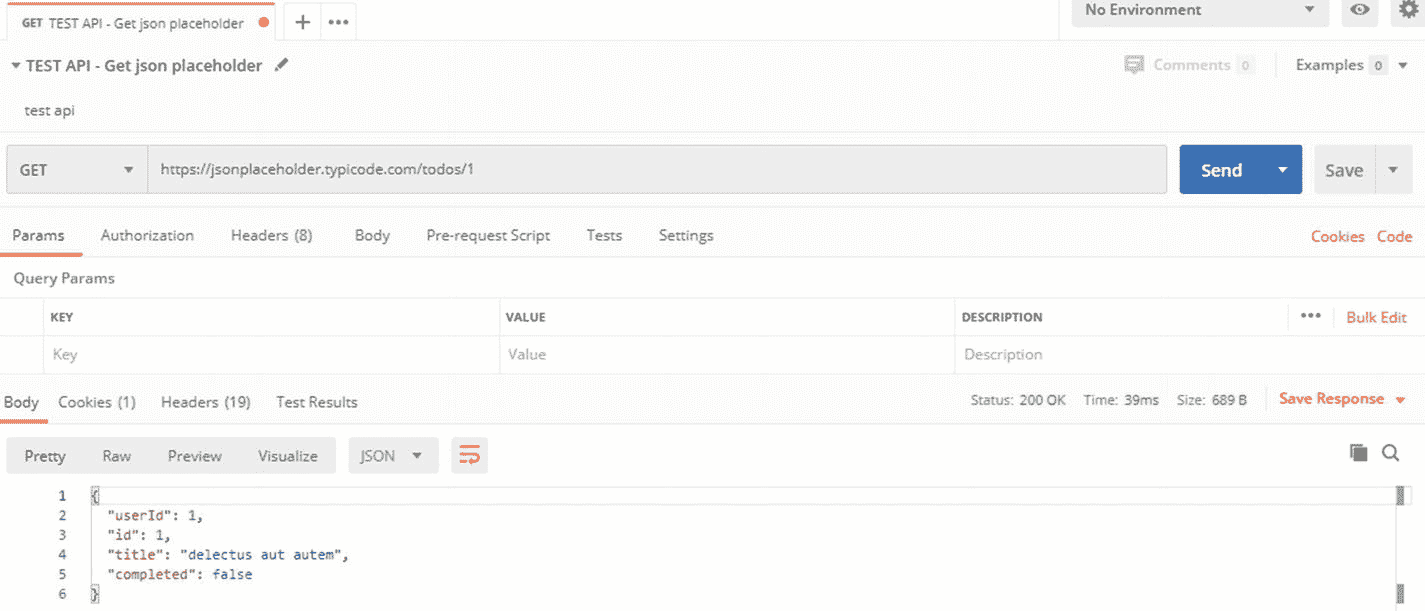 GET TEST API - Get json placeholder
No Environment
TEST API - Get json placeholder
Comments 0
Examples 0
test api
GET
https://jsonplaceholder.typicode.com/todos/1
Send
Save
Params Authorization Headers (8) Body Pre-request Script Tests Settings
Cookies Code
Query Params
KEY VALUE DESCRIPTION
Bulk Edit
Key Value Description
Body Cookies (1) Headers (19) Test Results
Status: 200 OK Time: 39ms Size: 689 B
Save Response
Pretty Raw Preview Visualize JSON
1 {
2 "userId": 1,
3 "id": 1,
4 "title": "delectus aut autem",
5 "completed": false
6 }